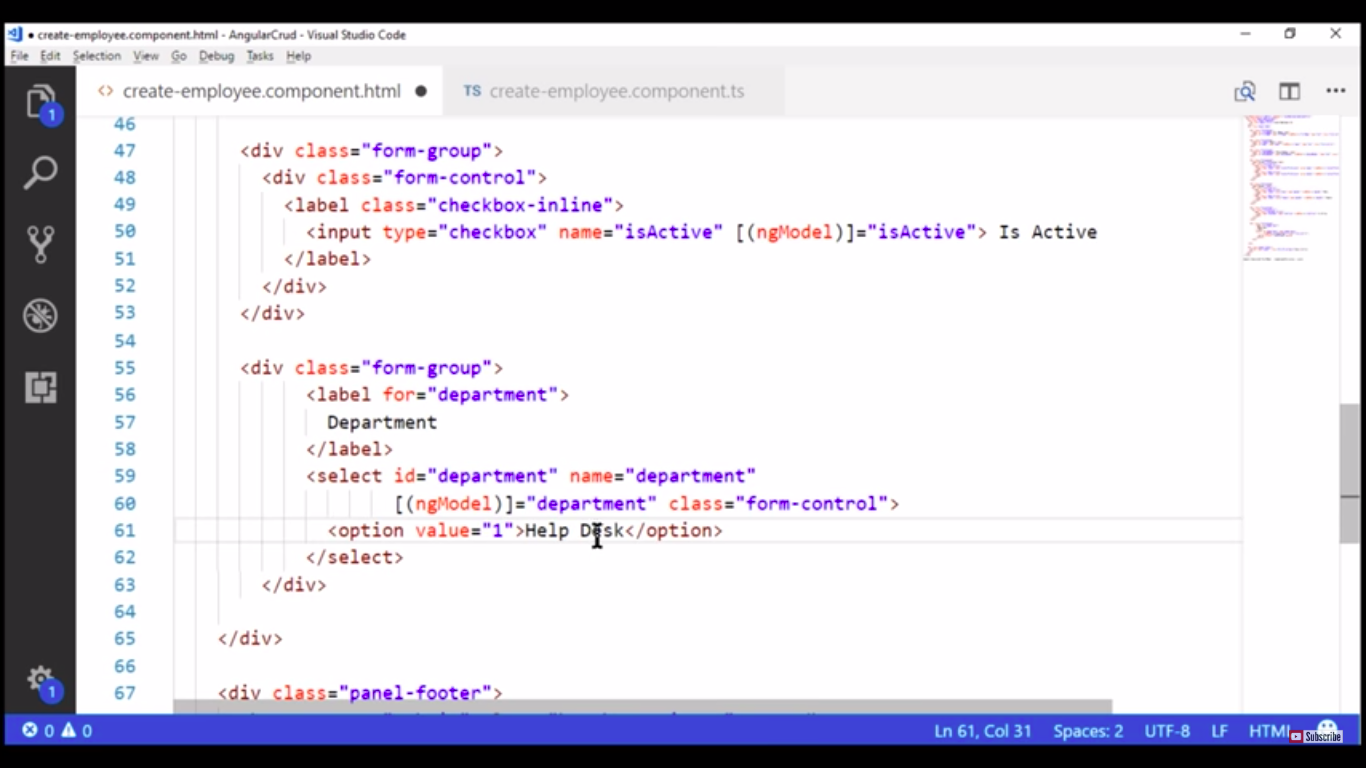 ● create-employee.component.html - AngularCrud - Visual Studio Code
File Edit Selection View Go Debug Tasks Help
<> create-employee.component.html ● TS create-employee.component.ts
1
46
47 <div class="form-group">
48 <div class="form-control">
49 <label class="checkbox-inline">
50 <input type="checkbox" name="isActive" [(ngModel)]="isActive"> Is Active
51 </label>
52 </div>
53 </div>
54
55 <div class="form-group">
56 <label for="department">
57 Department
58 </label>
59 <select id="department" name="department"
60 [(ngModel)]="department" class="form-control">
61 <option value="1">Help Desk</option>
62 </select>
63 </div>
64
65 </div>
66
67 <div class="panel-footer">
1
0 0 Ln 61, Col 31 Spaces: 2 UTF-8 LF HTML
Subscribe